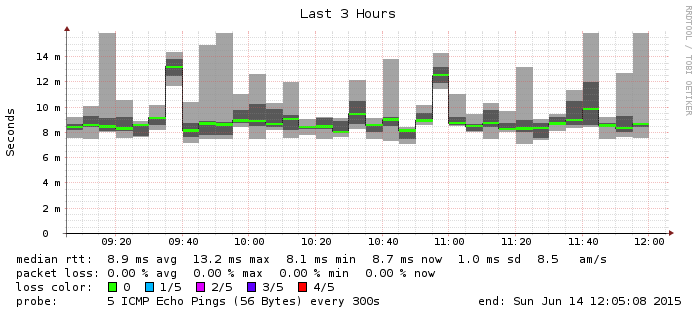 Last 3 Hours
RRDTOOL / TOBI OETIKER
Seconds
14 m
12 m
10 m
8 m
6 m
4 m
2 m
0
09:20 09:40 10:00 10:20 10:40 11:00 11:20 11:40 12:00
median rtt: 8.9 ms avg 13.2 ms max 8.1 ms min 8.7 ms now 1.0 ms sd 8.5 am/s
packet loss: 0.00 % avg 0.00 % max 0.00 % min 0.00 % now
loss color: 0 1/5 2/5 3/5 4/5
probe: 5 ICMP Echo Pings (56 Bytes) every 300s end: Sun Jun 14 12:05:08 2015